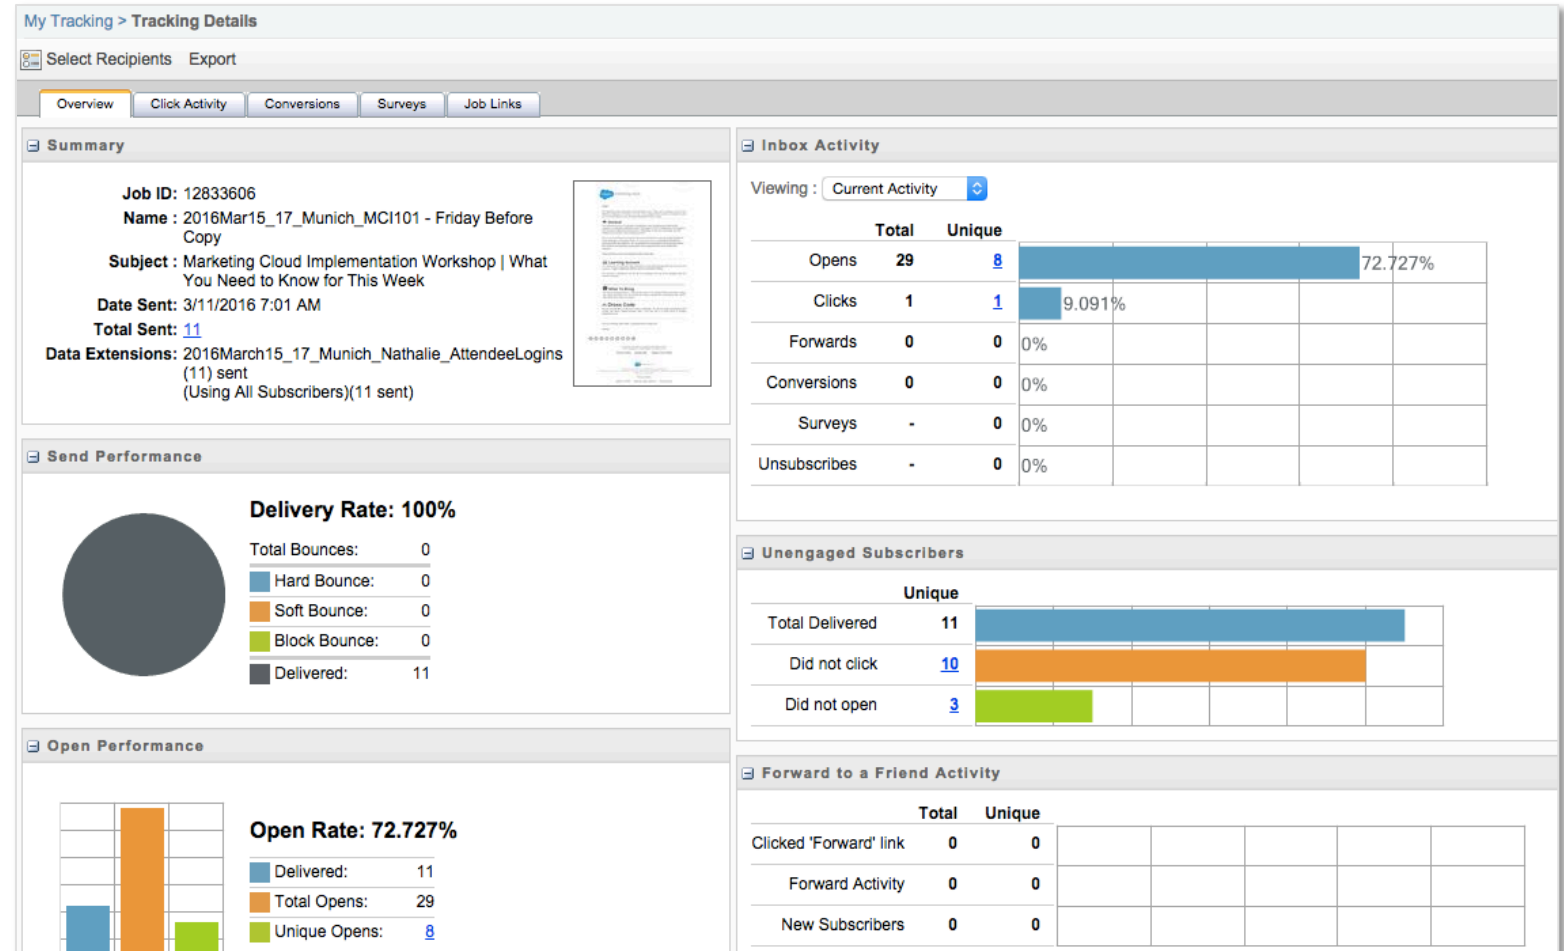 My Tracking > Tracking Details
Select Recipients Export
Overview Click Activity Conversions Surveys Job Links
Summary
Job ID: 12833606
Name : 2016Mar15_17_Munich_MCI101 - Friday Before
Copy
Subject : Marketing Cloud Implementation Workshop | What
You Need to Know for This Week
Date Sent: 3/11/2016 7:01 AM
Total Sent: 11
Data Extensions: 2016March15_17_Munich_Nathalie_AttendeeLogins
(11) sent
(Using All Subscribers)(11 sent)
Send Performance
Delivery Rate: 100%
Total Bounces: 0
Hard Bounce: 0
Soft Bounce: 0
Block Bounce: 0
Delivered: 11
Open Performance
Open Rate: 72.727%
Delivered: 11
Total Opens: 29
Unique Opens: 8
Inbox Activity
Viewing : Current Activity
Total Unique
Opens 29 8 72.727%
Clicks 1 1 9.091%
Forwards 0 0 0%
Conversions 0 0 0%
Surveys - 0 0%
Unsubscribes - 0 0%
Unengaged Subscribers
Unique
Total Delivered 11
Did not click 10
Did not open 3
Forward to a Friend Activity
Total Unique
Clicked 'Forward' link 0 0
Forward Activity 0 0
New Subscribers 0 0